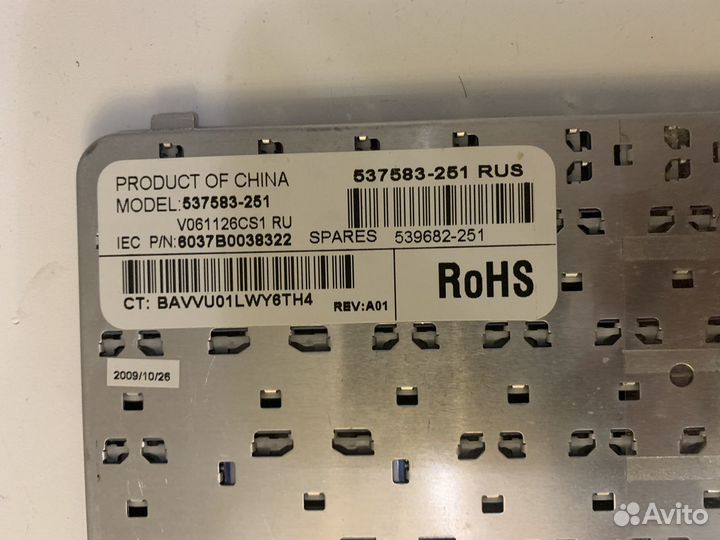 537583-251 RUS
PRODUCT OF CHINA
MODEL:537583-251
V061126CS1 RU
IEC P/N:6037B0038322 SPARES 539682-251
CT: BAVVU01LWY6TH4 REV:A01
RoHS
2009/10/26
Avito